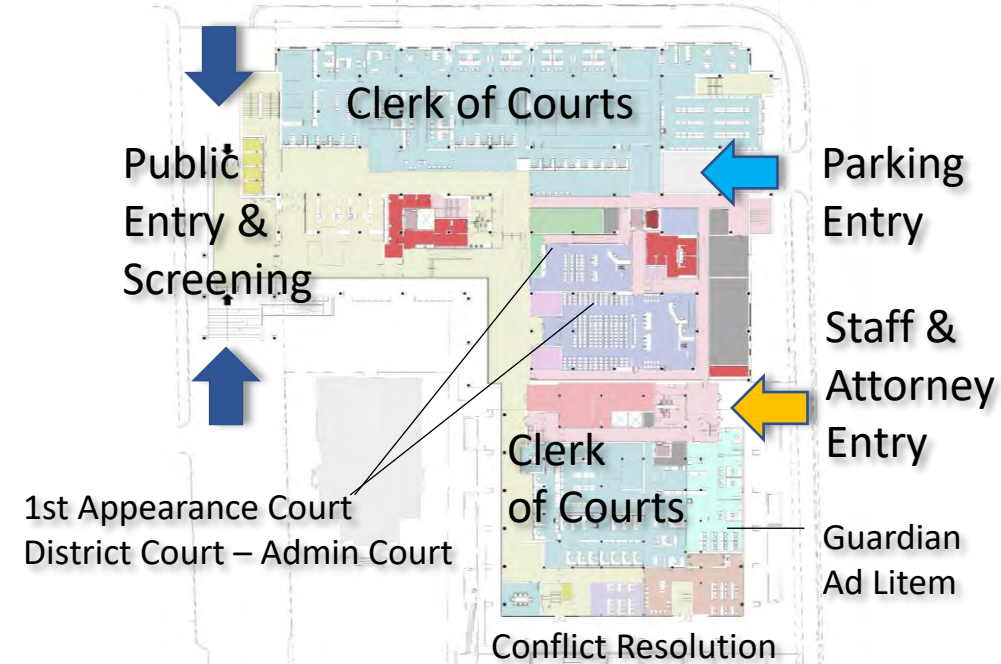 Clerk of Courts
Public
Entry &
Screening
Parking
Entry
Staff &
Attorney
Entry
Clerk
of Courts
1st Appearance Court
District Court – Admin Court
Guardian
Ad Litem
Conflict Resolution